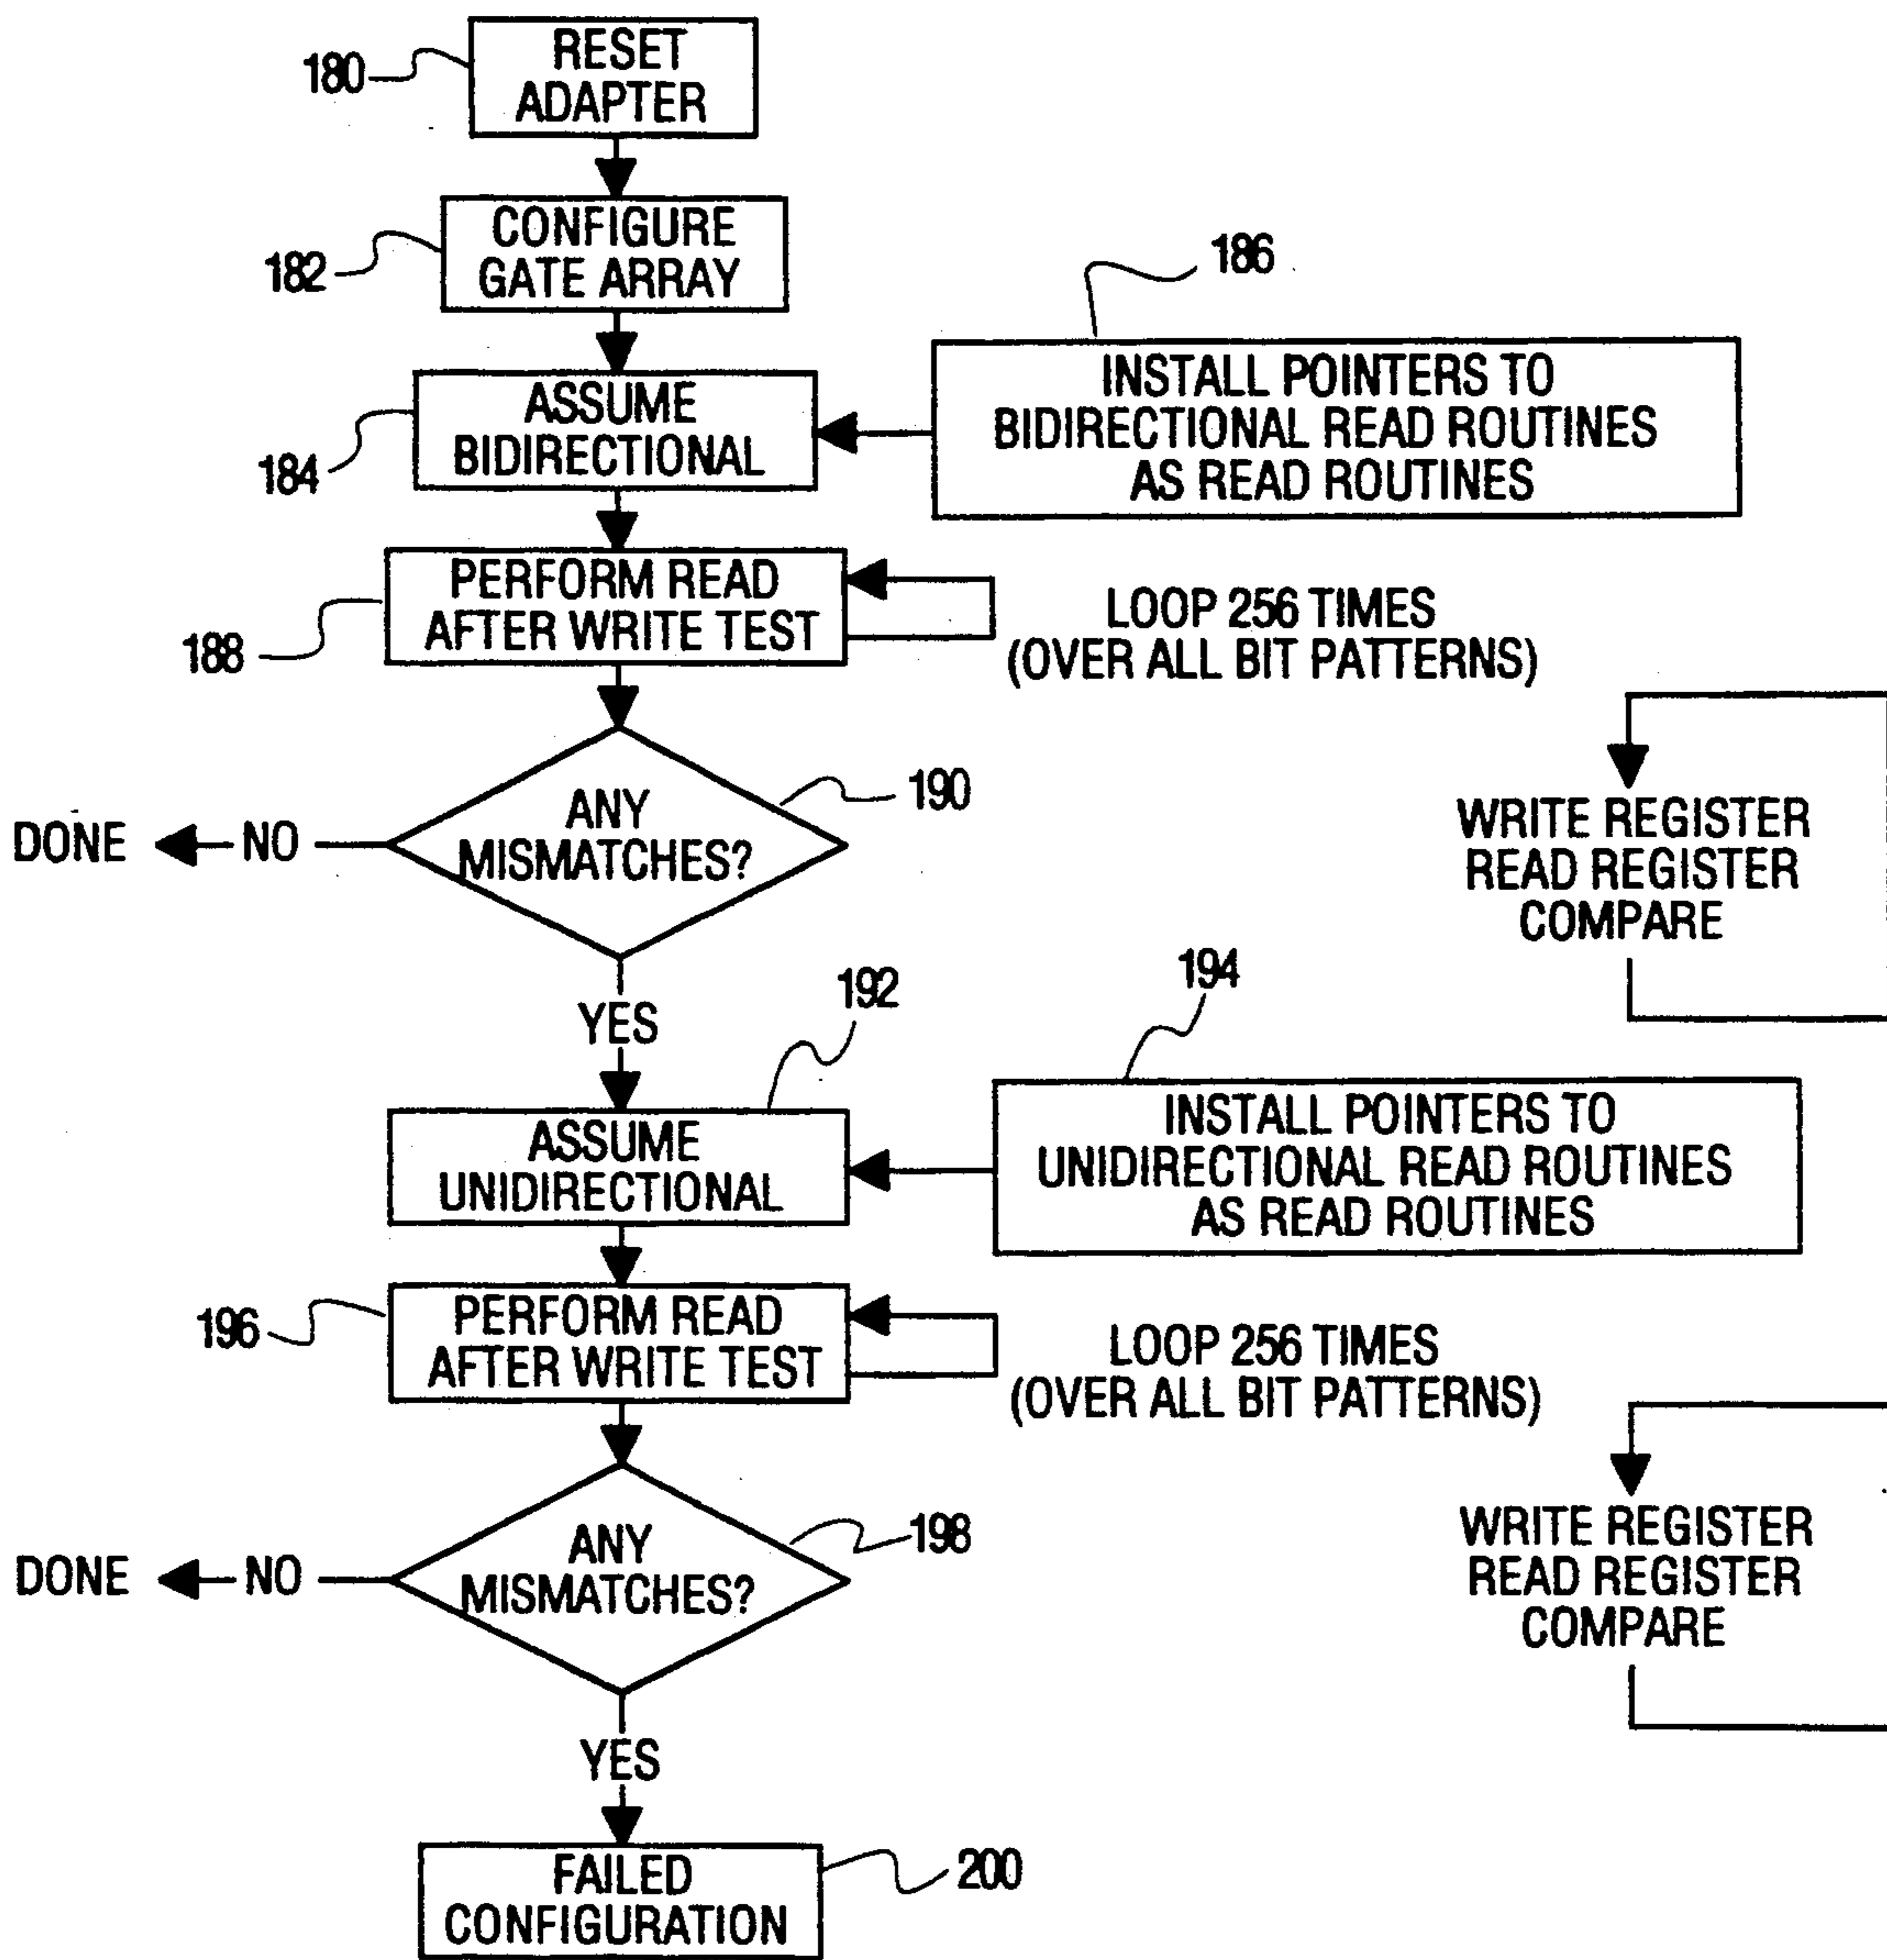 RESET
ADAPTER
180
CONFIGURE
GATE ARRAY
182
186
INSTALL POINTERS TO
BIDIRECTIONAL READ ROUTINES
AS READ ROUTINES
ASSUME
BIDIRECTIONAL
184
PERFORM READ
AFTER WRITE TEST
188
LOOP 256 TIMES
(OVER ALL BIT PATTERNS)
190
ANY
MISMATCHES?
DONE
NO
WRITE REGISTER
READ REGISTER
COMPARE
YES
192
194
ASSUME
UNIDIRECTIONAL
INSTALL POINTERS TO
UNIDIRECTIONAL READ ROUTINES
AS READ ROUTINES
196
PERFORM READ
AFTER WRITE TEST
LOOP 256 TIMES
(OVER ALL BIT PATTERNS)
198
ANY
MISMATCHES?
DONE
NO
WRITE REGISTER
READ REGISTER
COMPARE
YES
FAILED
CONFIGURATION
200